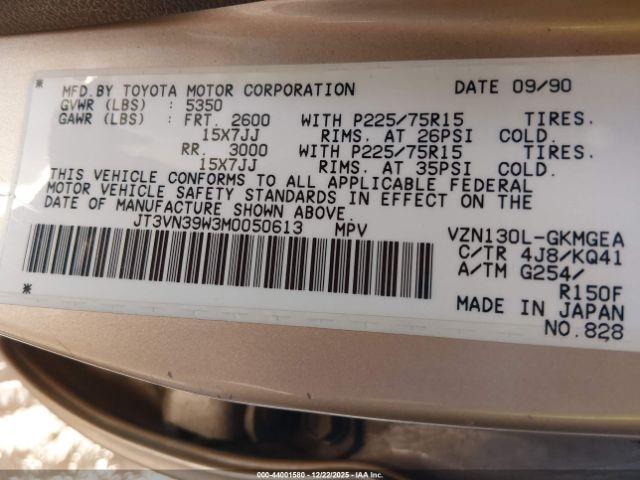 MFD. BY TOYOTA MOTOR CORPORATION DATE 09/90
GVWR (LBS) : 5350
GAWR (LBS) : FRT. 2600 WITH P225/75R15 TIRES.
15X7JJ RIMS. AT 26PSI COLD.
RR. 3000 WITH P225/75R15 TIRES.
15X7JJ RIMS. AT 35PSI COLD.
THIS VEHICLE CONFORMS TO ALL APPLICABLE FEDERAL
MOTOR VEHICLE SAFETY STANDARDS IN EFFECT ON THE
DATE OF MANUFACTURE SHOWN ABOVE.
JT3VN39W3M0050613 MPV VZN130L-GKMGEA
C/TR 4J8/KQ41
A/TM G254/
R150F
MADE IN JAPAN
NO.828
000-44001580 - 12/22/2025 - IAAI.COM